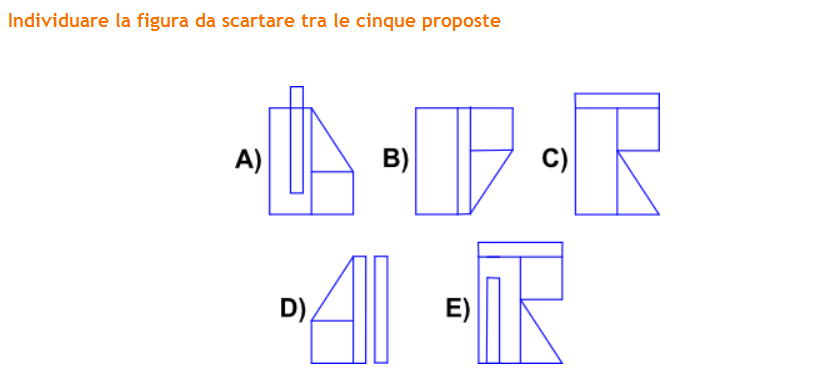 Individuare la figura da scartare tra le cinque proposte
A) B) C)
D) E)